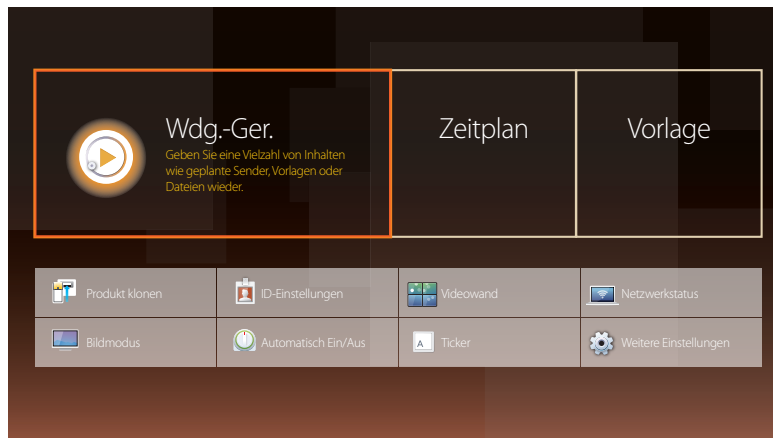 Wdg.-Ger.
Geben Sie eine Vielzahl von Inhalten
wie geplante Sender, Vorlagen oder
Dateien wieder.
Zeitplan
Vorlage
Produkt klonen
ID-Einstellungen
Videowand
Netzwerkstatus
Bildmodus
Automatisch Ein/Aus
A
Ticker
Weitere Einstellungen